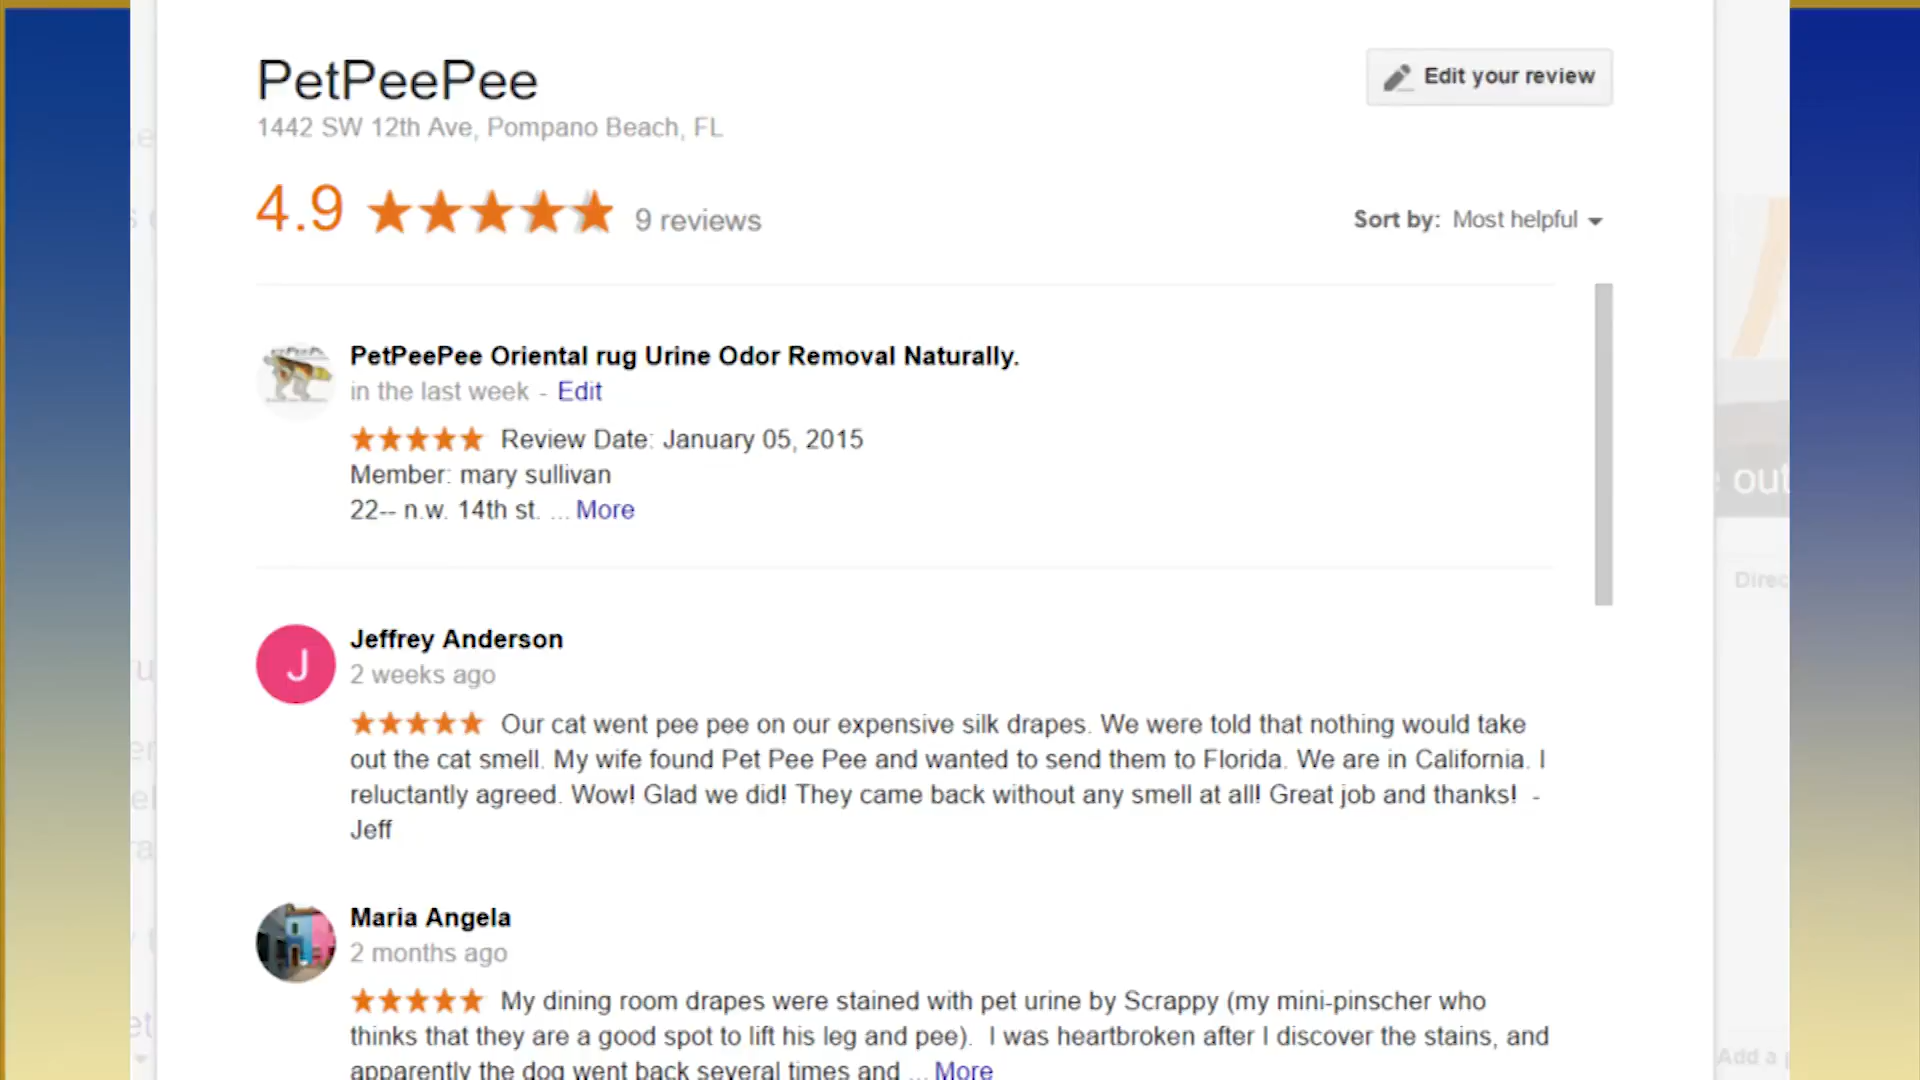 PetPeePee
Edit your review
1442 SW 12th Ave, Pompano Beach, FL
4.9 9 reviews
Sort by: Most helpful
PetPeePee Oriental rug Urine Odor Removal Naturally.
in the last week - Edit
Review Date: January 05, 2015
Member: mary sullivan
22-- n.w. 14th st. ... More
out
Direc
J
Jeffrey Anderson
2 weeks ago
Our cat went pee pee on our expensive silk drapes. We were told that nothing would take
out the cat smell. My wife found Pet Pee Pee and wanted to send them to Florida. We are in California. I
reluctantly agreed. Wow! Glad we did! They came back without any smell at all! Great job and thanks! -
Jeff
Maria Angela
2 months ago
My dining room drapes were stained with pet urine by Scrappy (my mini-pinscher who
thinks that they are a good spot to lift his leg and pee). I was heartbroken after I discover the stains, and
apparently the dog went back several times and ... More
Add a